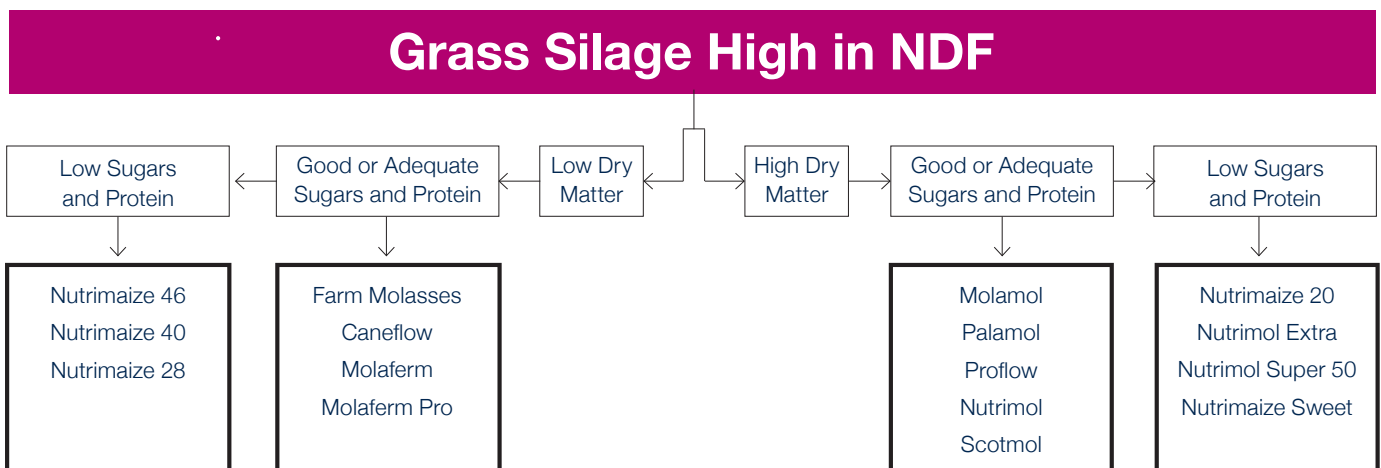 Grass Silage High in NDF
Low Sugars
and Protein
Good or Adequate
Sugars and Protein
Low Dry
Matter
High Dry
Matter
Good or Adequate
Sugars and Protein
Low Sugars
and Protein
Nutrimaize 46
Nutrimaize 40
Nutrimaize 28
Farm Molasses
Caneflow
Molaferm
Molaferm Pro
Molamol
Palamol
Proflow
Nutrimol
Scotmol
Nutrimaize 20
Nutrimol Extra
Nutrimol Super 50
Nutrimaize Sweet